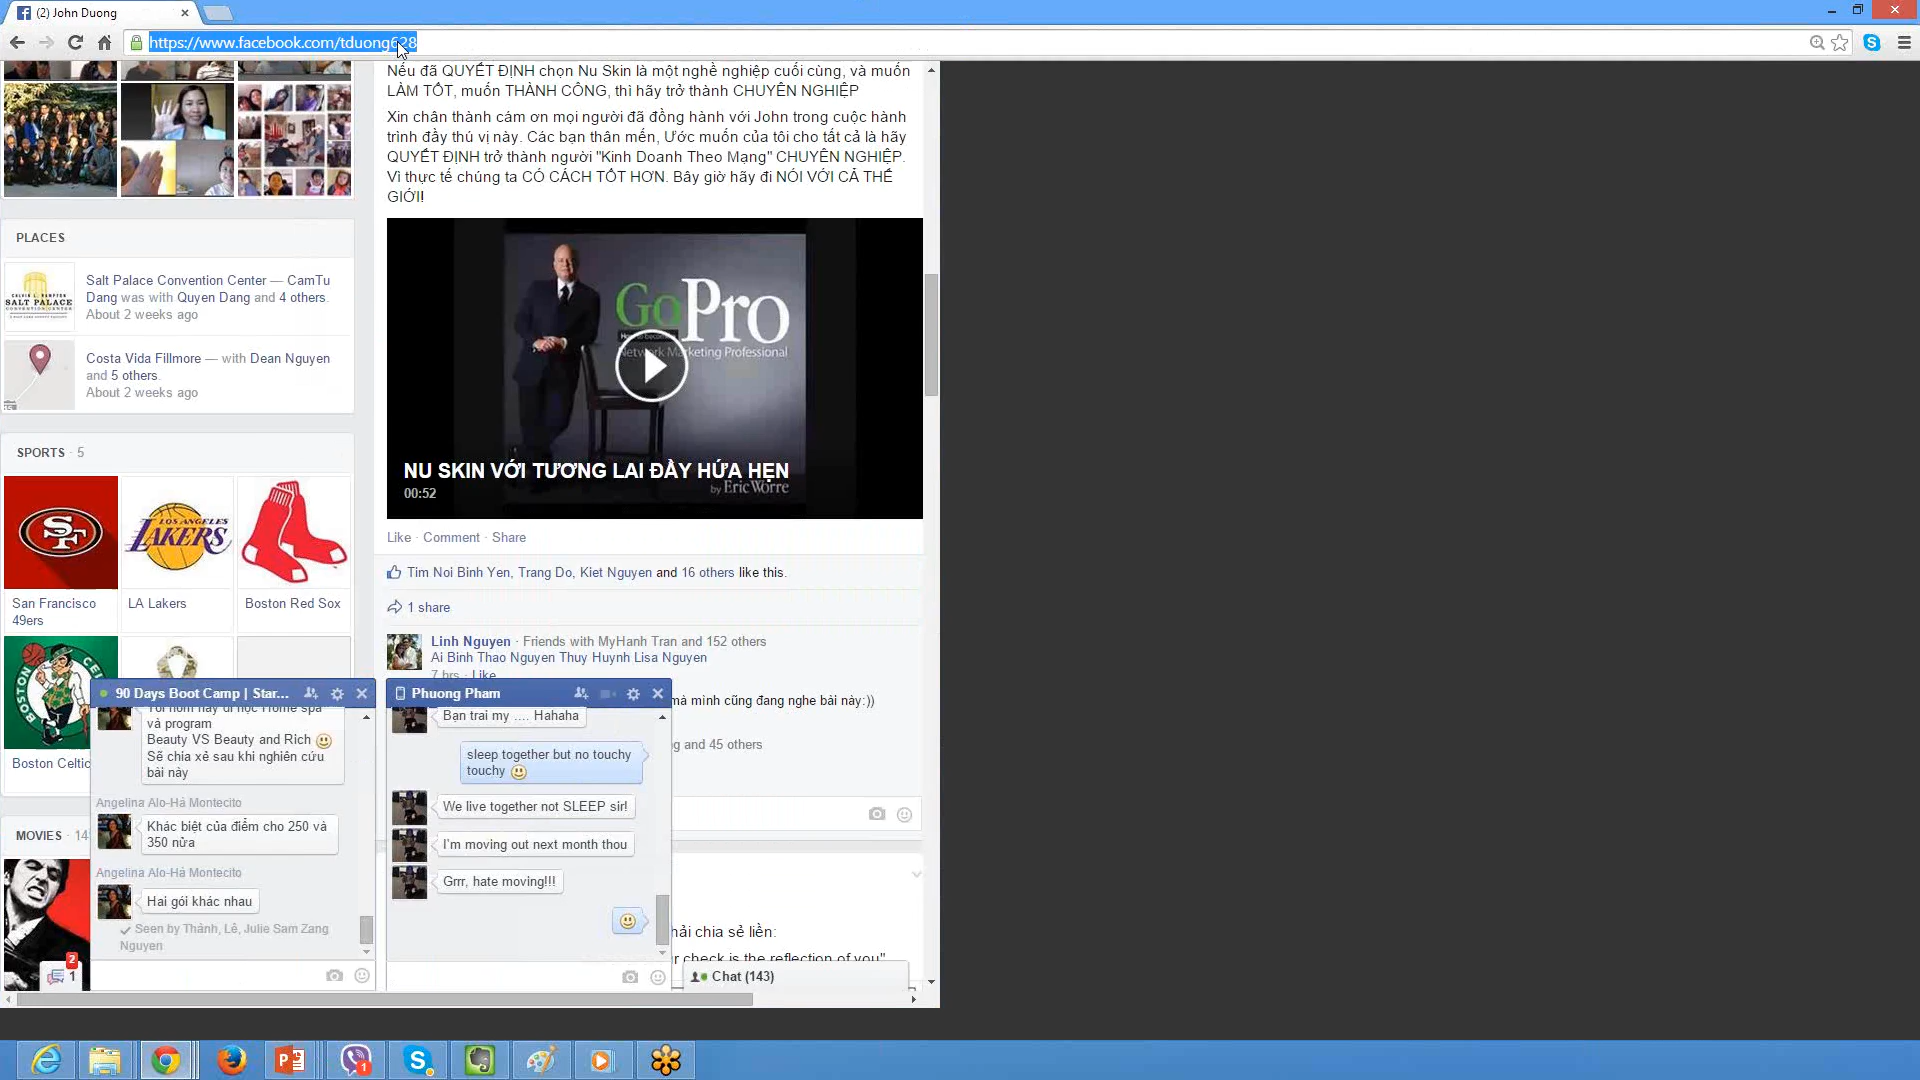 (2) John Duong
https://www.facebook.com/tduong628
Nếu đã QUYẾT ĐỊNH chọn Nu Skin là một nghề nghiệp cuối cùng, và muốn
LÀM TỐT, muốn THÀNH CÔNG, thì hãy trở thành CHUYÊN NGHIỆP
Xin chân thành cám ơn mọi người đã đồng hành với John trong cuộc hành
trình đầy thú vị này. Các bạn thân mến, Ước muốn của tôi cho tất cả là hãy
QUYẾT ĐỊNH trở thành người "Kinh Doanh Theo Mạng" CHUYÊN NGHIỆP.
Vì thực tế chúng ta CÓ CÁCH TỐT HƠN. Bây giờ hãy đi NÓI VỚI CẢ THẾ
GIỚI!
PLACES
SALT PALACE
CONVENTION CENTER
Salt Palace Convention Center — CamTu
Dang was with Quyen Dang and 4 others.
About 2 weeks ago
Costa Vida Fillmore — with Dean Nguyen
and 5 others.
About 2 weeks ago
GoPro
Network Marketing Professional
NU SKIN VỚI TƯƠNG LAI ĐẦY HỨA HẸN
by Eric Worre
00:52
SPORTS · 5
SF
LOS ANGELES
LAKERS
San Francisco
49ers
LA Lakers
Boston Red Sox
Boston Celtic
MOVIES · 14
Like · Comment · Share
Tim Noi Binh Yen, Trang Do, Kiet Nguyen and 16 others like this.
1 share
Linh Nguyen · Friends with MyHanh Tran and 152 others
Ai Binh Thao Nguyen Thuy Huynh Lisa Nguyen
7 hrs · Like
mà mình cũng đang nghe bài này:))
g and 45 others
hải chia sẻ liền:
r check is the reflection of you"
90 Days Boot Camp | Star...
Tối hôm nay đi học Home spa
và program
Beauty VS Beauty and Rich
Sẽ chia xẻ sau khi nghiên cứu
bài này
Angelina Alo-Há Montecito
Khác biệt của điểm cho 250 và
350 nửa
Angelina Alo-Há Montecito
Hai gói khác nhau
Seen by Thành, Lê, Julie Sam Zang
Nguyen
Phuong Pham
Bạn trai my .... Hahaha
sleep together but no touchy
touchy
We live together not SLEEP sir!
I'm moving out next month thou
Grrr, hate moving!!!
2
1
Chat (143)
1